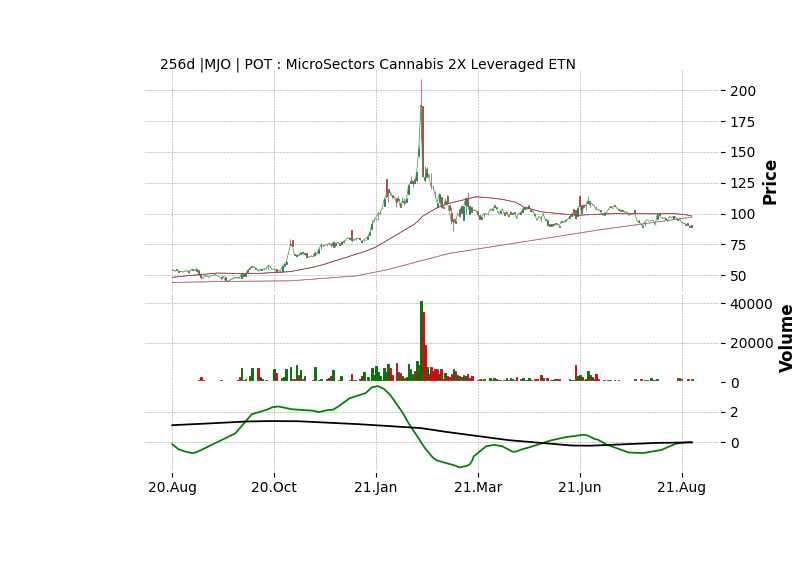 256d |MJO | POT : MicroSectors Cannabis 2X Leveraged ETN
200
175
150
125
100
75
50
Price
40000
20000
0
Volume
2
0
20.Aug
20.Oct
21.Jan
21.Mar
21.Jun
21.Aug